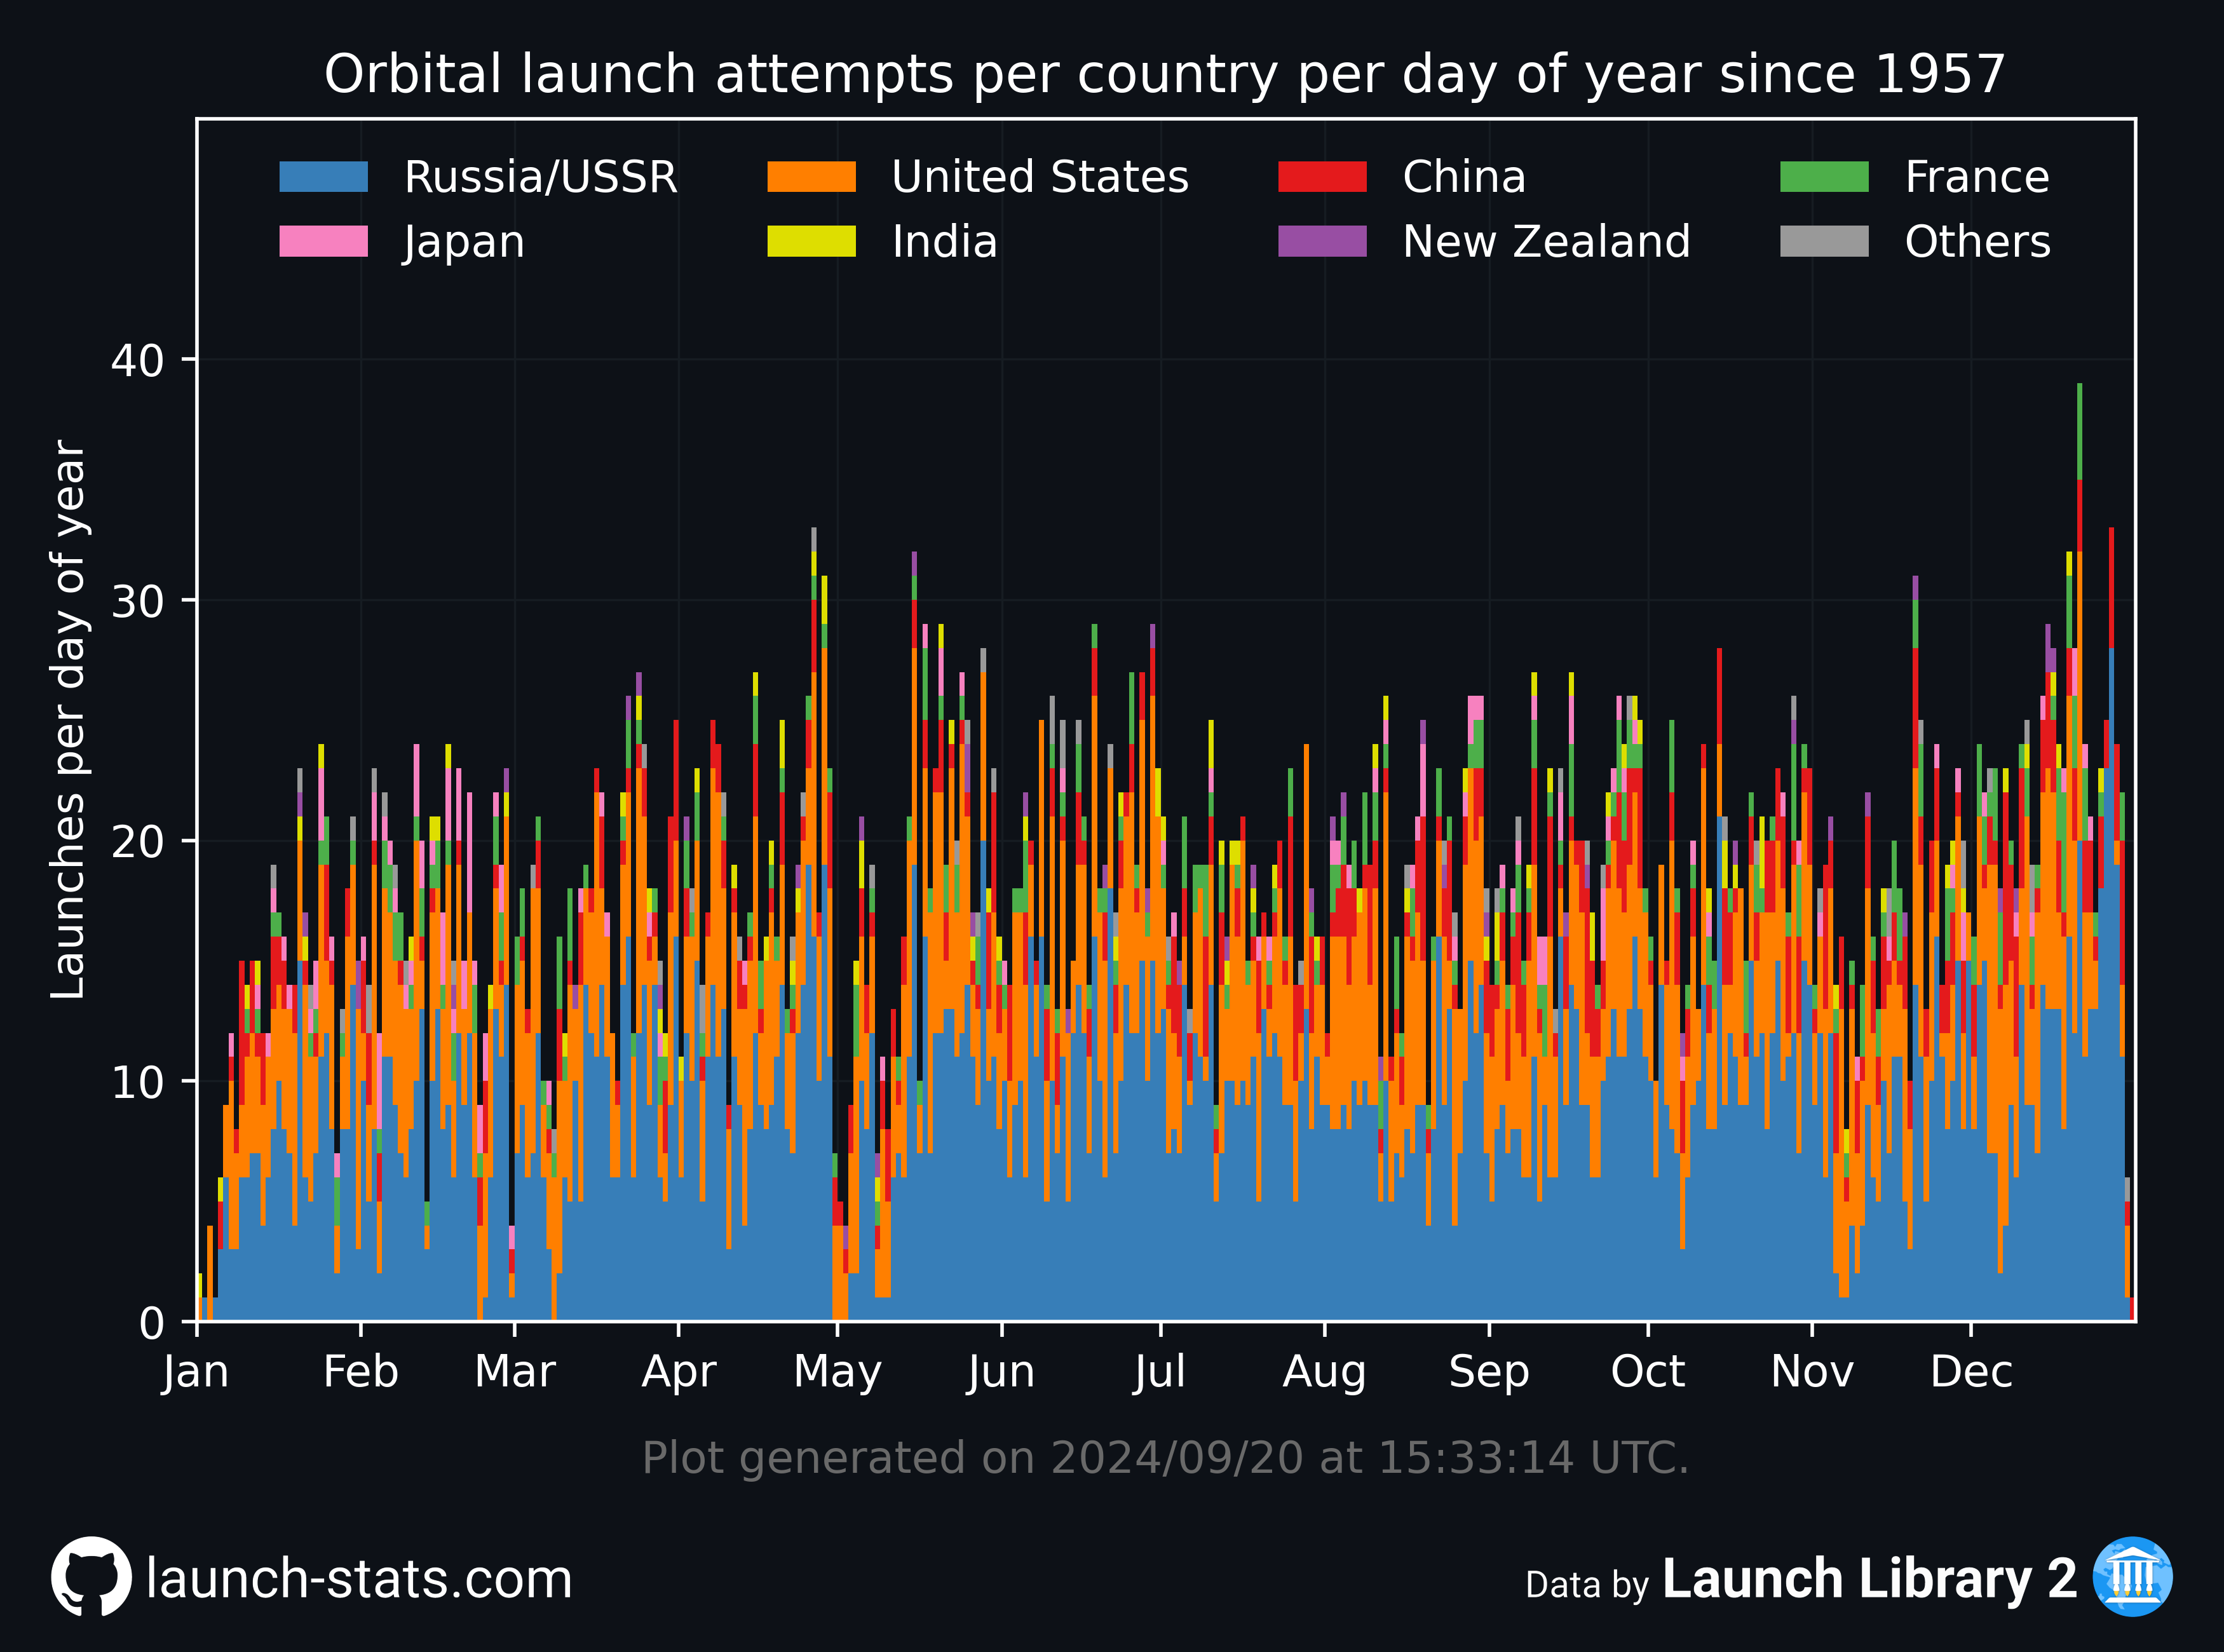 Orbital launch attempts per country per day of year since 1957
Russia/USSR United States China France
Japan India New Zealand Others
Launches per day of year
40
30
20
10
0
Jan Feb Mar Apr May Jun Jul Aug Sep Oct Nov Dec
Plot generated on 2024/09/20 at 15:33:14 UTC.
launch-stats.com
Data by Launch Library 2